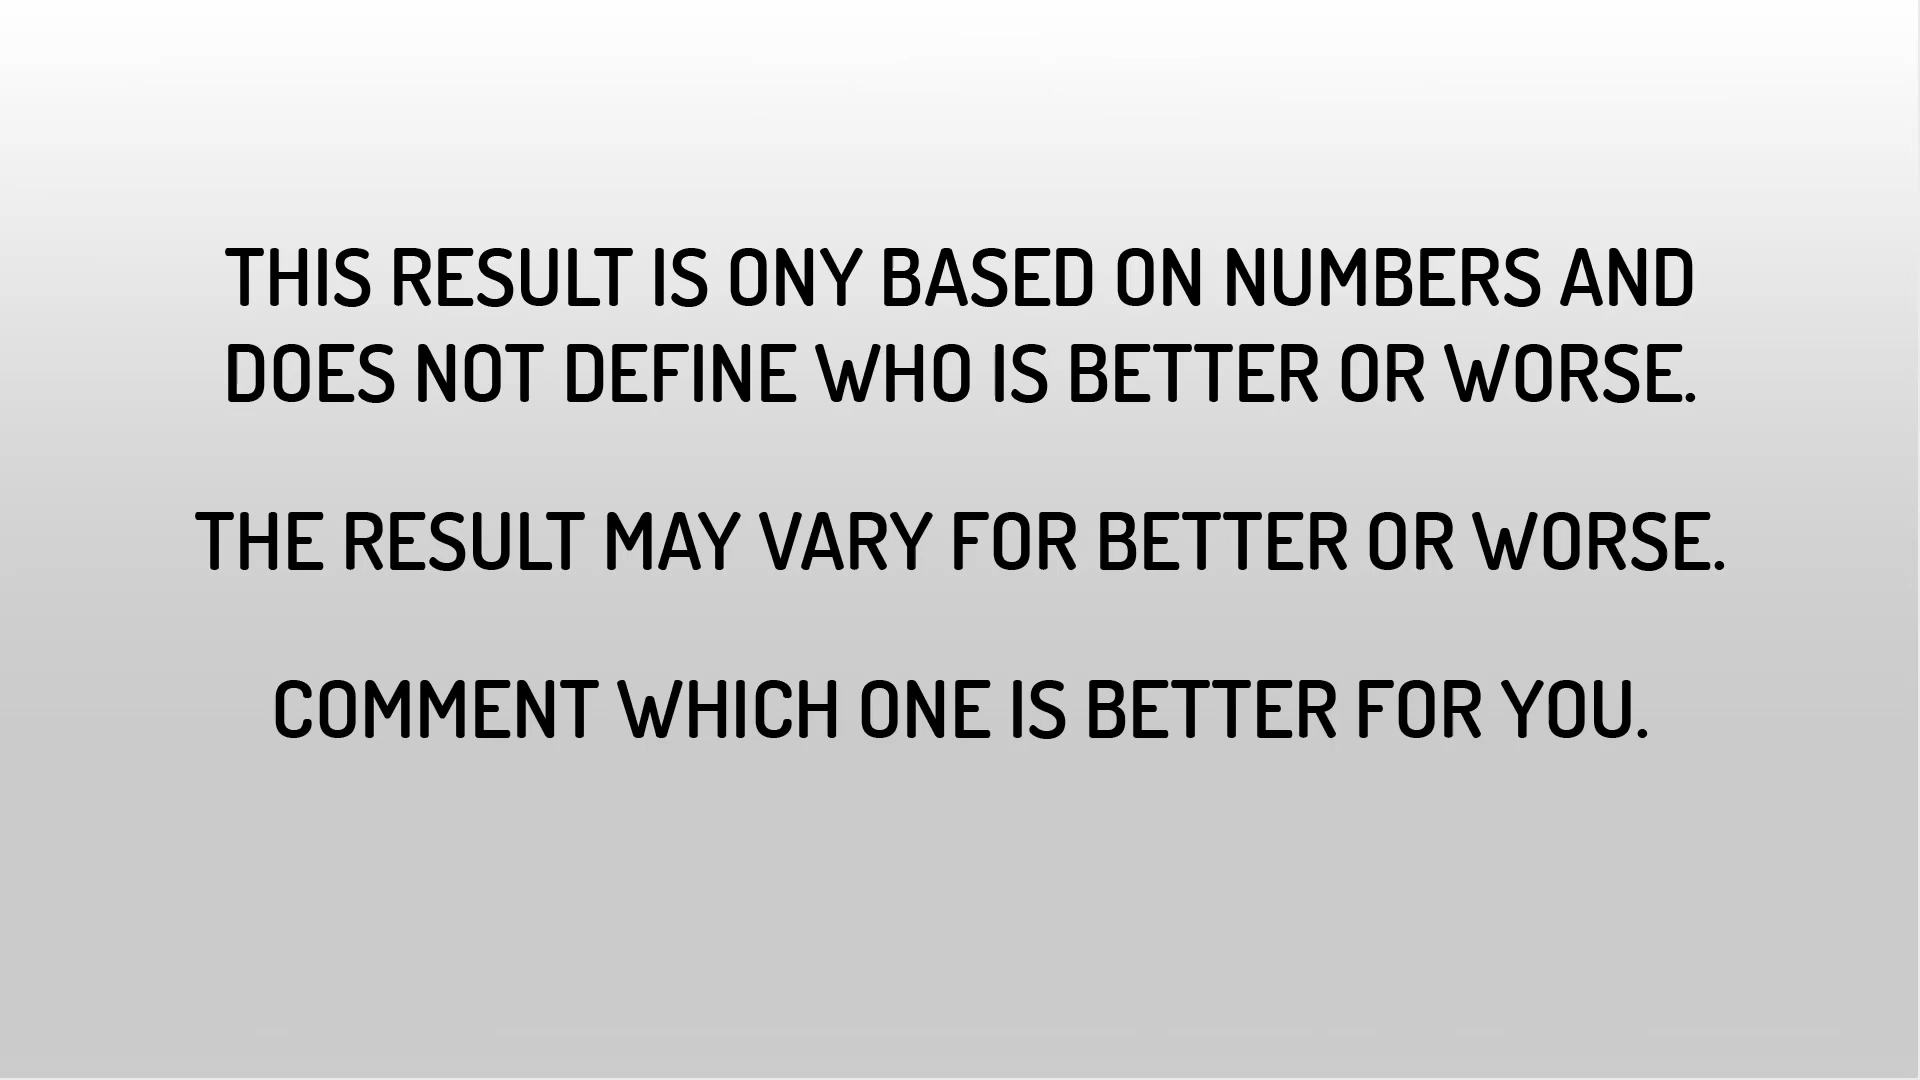 THIS RESULT IS ONY BASED ON NUMBERS AND
DOES NOT DEFINE WHO IS BETTER OR WORSE.
THE RESULT MAY VARY FOR BETTER OR WORSE.
COMMENT WHICH ONE IS BETTER FOR YOU.